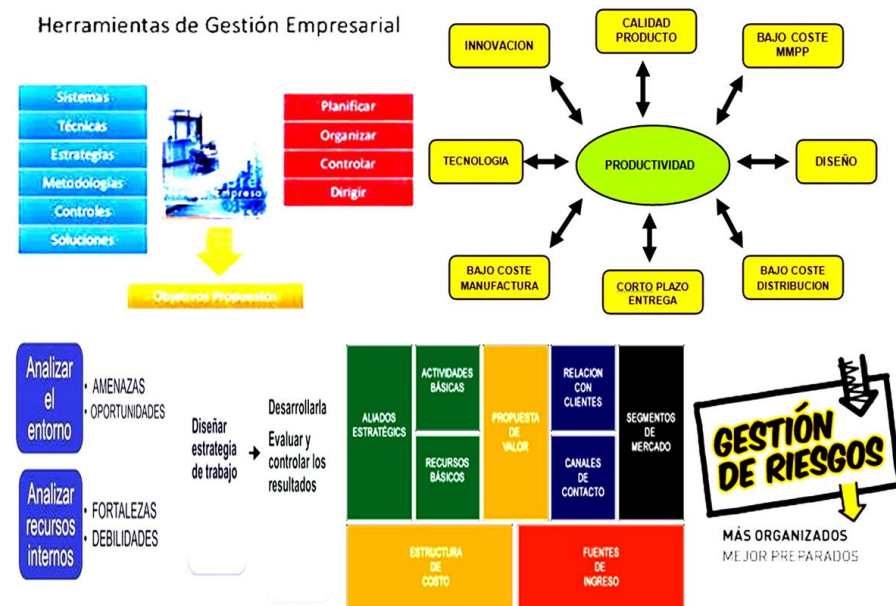 Herramientas de Gestión Empresarial
Sistemas
Técnicas
Estrategias
Metodologías
Controles
Soluciones
Empresa
Planificar
Organizar
Controlar
Dirigir
Objetivos Propuestos
INNOVACION
CALIDAD
PRODUCTO
BAJO COSTE
MMPP
TECNOLOGIA
PRODUCTIVIDAD
DISEÑO
BAJO COSTE
MANUFACTURA
CORTO PLAZO
ENTREGA
BAJO COSTE
DISTRIBUCION
Analizar
el
entorno
• AMENAZAS
• OPORTUNIDADES
Analizar
recursos
internos
• FORTALEZAS
• DEBILIDADES
Diseñar
estrategia
de trabajo
Desarrollarla
Evaluar y
controlar los
resultados
ALIADOS
ESTRATÉGICS
ACTIVIDADES
BÁSICAS
RECURSOS
BÁSICOS
PROPUESTA
DE
VALOR
RELACION
CON
CLIENTES
CANALES
DE
CONTACTO
SEGMENTOS
DE
MERCADO
ESTRUCTURA
DE
COSTO
FUENTES
DE
INGRESO
GESTIÓN
DE RIESGOS
MÁS ORGANIZADOS
MEJOR PREPARADOS